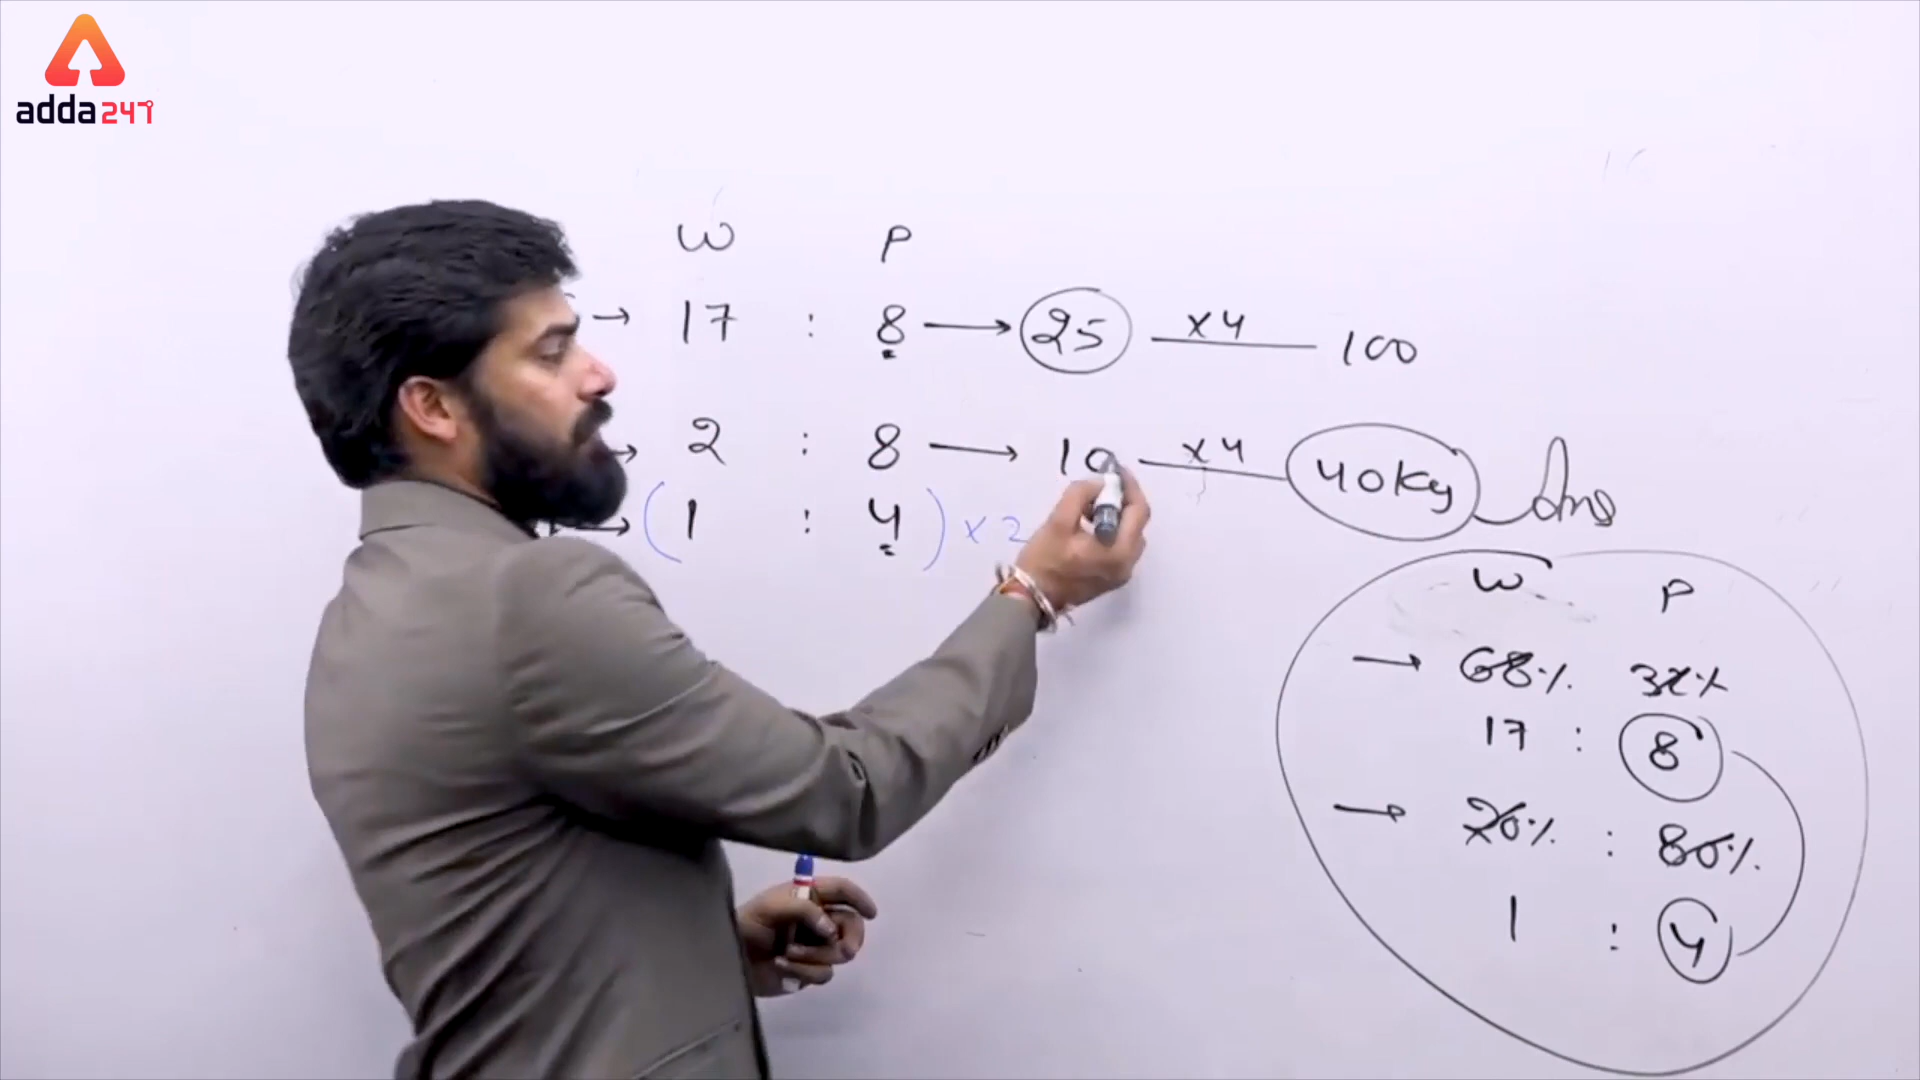 adda247
W P
→ 17 : 8 → 25 ×4 100
→ 2 : 8 → 10 ×4 40Kg Ans
→ (1 : 4) ×2
W P
→ 68% 32%
17 : 8
→ 20% : 80%
1 : 4